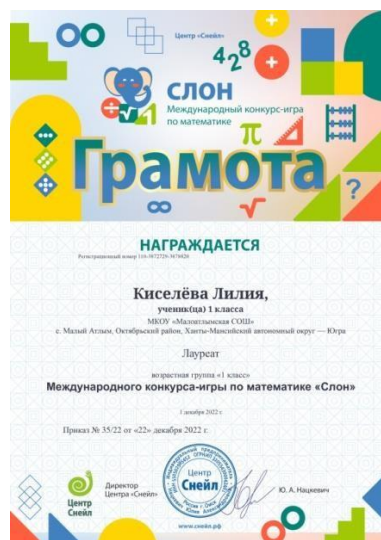 Центр «Снейл»
428
СЛОН
Международный конкурс-игра
по математике
π
Грамота
?
∞
√
НАГРАЖДАЕТСЯ
Регистрационный номер
Киселёва Лилия,
ученик(ца) 1 класса
МКОУ «Малоатлымская СОШ»
с. Малый Атлым, Октябрьский район, Ханты-Мансийский автономный округ — Югра
Лауреат
возрастная группа «1 класс»
Международного конкурса-игры по математике «Слон»
1 декабря 2022 г.
Приказ № 35/22 от «22» декабря 2022 г.
Центр
Снейл
Директор
Центра «Снейл»
Центр
Снейл
Ю. А. Нацкевич
www.снейл.рф